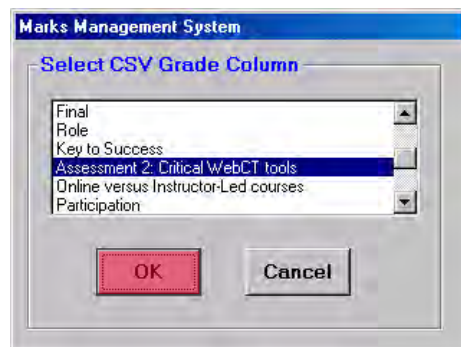 Marks Management System
Select CSV Grade Column
Final
Role
Key to Success
Assessment 2: Critical WebCT tools
Online versus Instructor-Led courses
Participation
OK Cancel